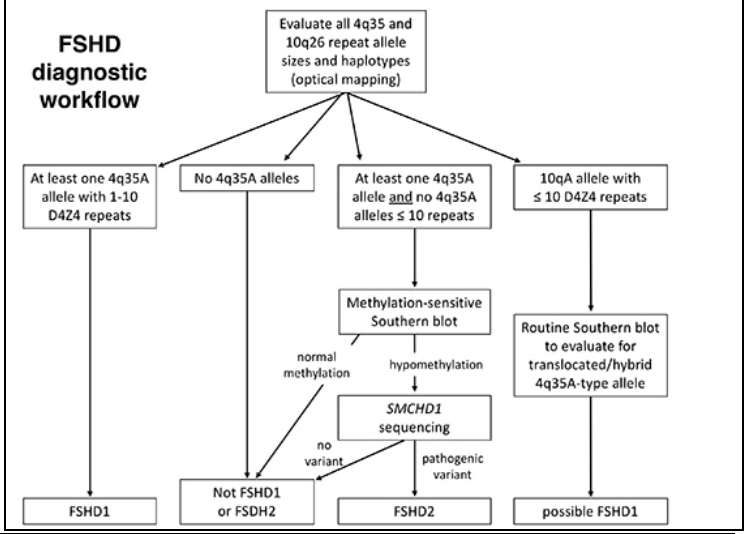 FSHD
diagnostic
workflow
Evaluate all 4q35 and
10q26 repeat allele
sizes and haplotypes
(optical mapping)
At least one 4q35A
allele with 1-10
D4Z4 repeats
No 4q35A alleles
At least one 4q35A
allele and no 4q35A
alleles ≤ 10 repeats
10qA allele with
≤ 10 D4Z4 repeats
Methylation-sensitive
Southern blot
Routine Southern blot
to evaluate for
translocated/hybrid
4q35A-type allele
normal
methylation
hypomethylation
SMCHD1
sequencing
no
variant
pathogenic
variant
FSHD1
Not FSHD1
or FSDH2
FSHD2
possible FSHD1